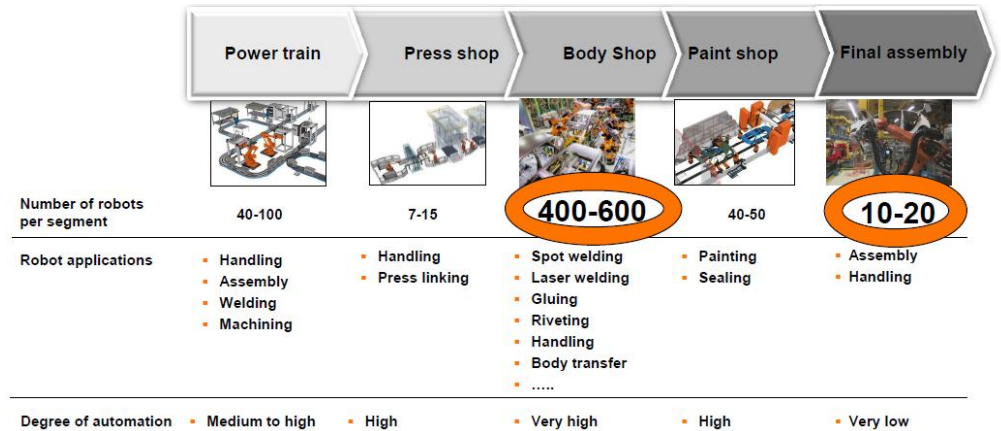 Power train
Press shop
Body Shop
Paint shop
Final assembly
Number of robots
per segment
40-100
7-15
400-600
40-50
10-20
Robot applications
▪ Handling
▪ Assembly
▪ Welding
▪ Machining
▪ Handling
▪ Press linking
▪ Spot welding
▪ Laser welding
▪ Gluing
▪ Riveting
▪ Handling
▪ Body transfer
▪ .....
▪ Painting
▪ Sealing
▪ Assembly
▪ Handling
Degree of automation
▪ Medium to high
▪ High
▪ Very high
▪ High
▪ Very low